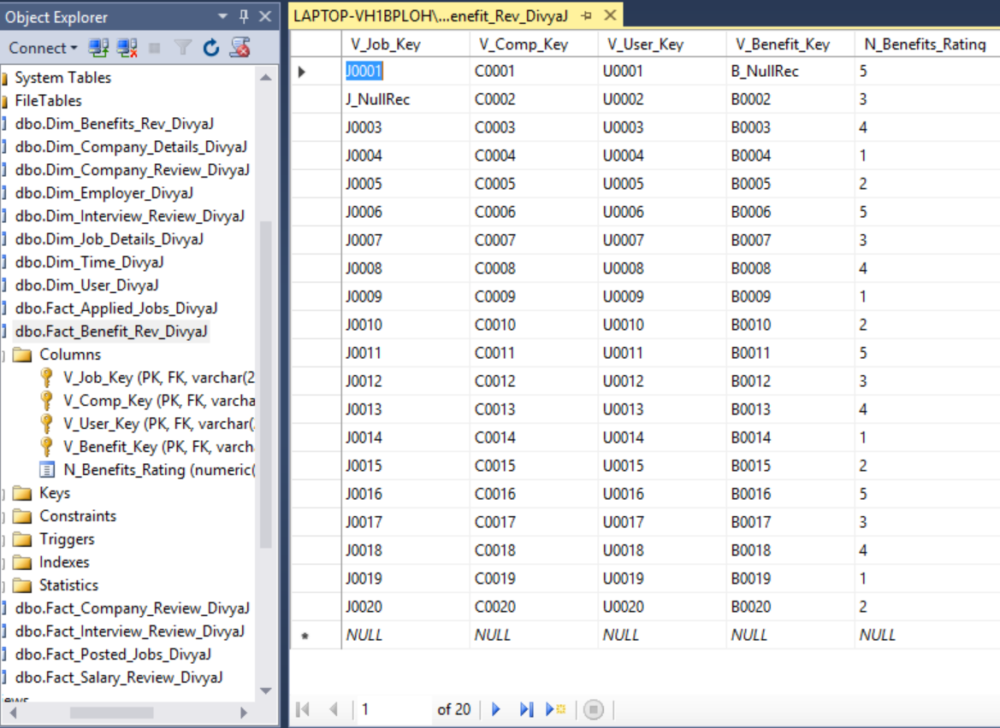 Object Explorer
Connect
System Tables
FileTables
dbo.Dim_Benefits_Rev_DivyaJ
dbo.Dim_Company_Details_DivyaJ
dbo.Dim_Company_Review_DivyaJ
dbo.Dim_Employer_DivyaJ
dbo.Dim_Interview_Review_DivyaJ
dbo.Dim_Job_Details_DivyaJ
dbo.Dim_Time_DivyaJ
dbo.Dim_User_DivyaJ
dbo.Fact_Applied_Jobs_DivyaJ
dbo.Fact_Benefit_Rev_DivyaJ
Columns
V_Job_Key (PK, FK, varchar(2
V_Comp_Key (PK, FK, varcha
V_User_Key (PK, FK, varchar(
V_Benefit_Key (PK, FK, varch
N_Benefits_Rating (numeric(
Keys
Constraints
Triggers
Indexes
Statistics
dbo.Fact_Company_Review_DivyaJ
dbo.Fact_Interview_Review_DivyaJ
dbo.Fact_Posted_Jobs_DivyaJ
dbo.Fact_Salary_Review_DivyaJ
LAPTOP-VH1BPLOH\...enefit_Rev_DivyaJ
V_Job_Key V_Comp_Key V_User_Key V_Benefit_Key N_Benefits_Rating
J0001 C0001 U0001 B_NullRec 5
J_NullRec C0002 U0002 B0002 3
J0003 C0003 U0003 B0003 4
J0004 C0004 U0004 B0004 1
J0005 C0005 U0005 B0005 2
J0006 C0006 U0006 B0006 5
J0007 C0007 U0007 B0007 3
J0008 C0008 U0008 B0008 4
J0009 C0009 U0009 B0009 1
J0010 C0010 U0010 B0010 2
J0011 C0011 U0011 B0011 5
J0012 C0012 U0012 B0012 3
J0013 C0013 U0013 B0013 4
J0014 C0014 U0014 B0014 1
J0015 C0015 U0015 B0015 2
J0016 C0016 U0016 B0016 5
J0017 C0017 U0017 B0017 3
J0018 C0018 U0018 B0018 4
J0019 C0019 U0019 B0019 1
J0020 C0020 U0020 B0020 2
NULL NULL NULL NULL NULL
1 of 20